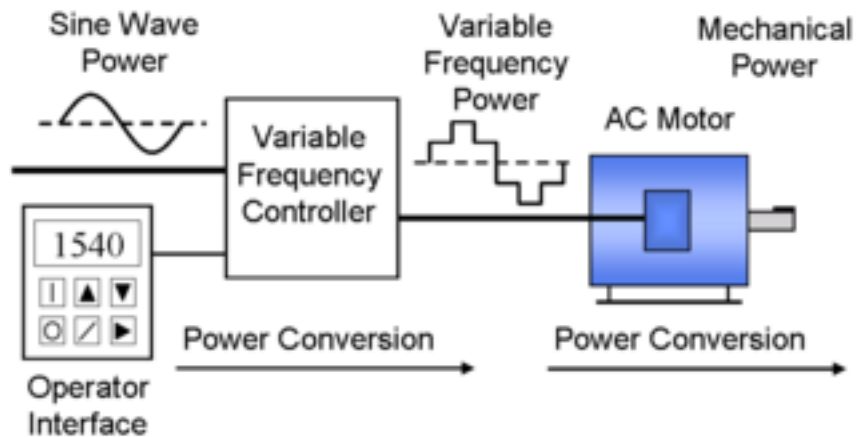 Sine Wave
Power
Variable
Frequency
Power
Mechanical
Power
AC Motor
Variable
Frequency
Controller
1540
Power Conversion
Power Conversion
Operator
Interface